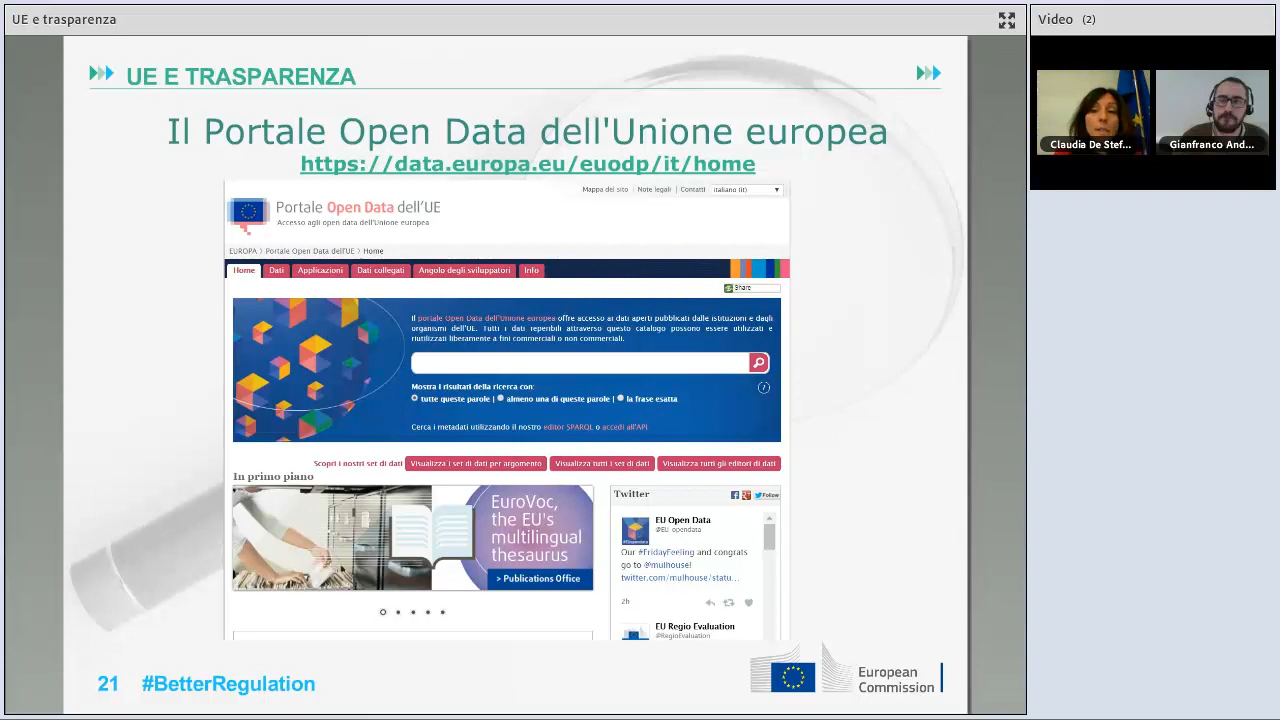 UE e trasparenza
Video (2)
Claudia De Stef...
Gianfranco And...
UE E TRASPARENZA
Il Portale Open Data dell'Unione europea
https://data.europa.eu/euodp/it/home
Mappa del sito | Note legali | Contatti italiano (it)
Portale Open Data dell'UE
Accesso agli open data dell'Unione europea
EUROPA > Portale Open Data dell'UE > Home
Home Dati Applicazioni Dati collegati Angolo degli sviluppatori Info
Share
Il portale Open Data dell'Unione europea offre accesso ai dati aperti pubblicati dalle istituzioni e dagli
organismi dell'UE. Tutti i dati reperibili attraverso questo catalogo possono essere utilizzati e
riutilizzati liberamente a fini commerciali o non commerciali.
Mostra i risultati della ricerca con:
tutte queste parole | almeno una di queste parole | la frase esatta
Cerca i metadati utilizzando il nostro editor SPARQL o accedi all'API.
Scopri i nostri set di dati Visualizza i set di dati per argomento Visualizza tutti i set di dati Visualizza tutti gli editori di dati
In primo piano
EuroVoc,
the EU's
multilingual
thesaurus
> Publications Office
Twitter
Follow
EU Open Data
@EU_opendata
Our #FridayFeeling and congrats
go to @mulhouse!
twitter.com/mulhouse/statu...
2h
EU Regio Evaluation
@RegioEvaluation
21 #BetterRegulation
European
Commission